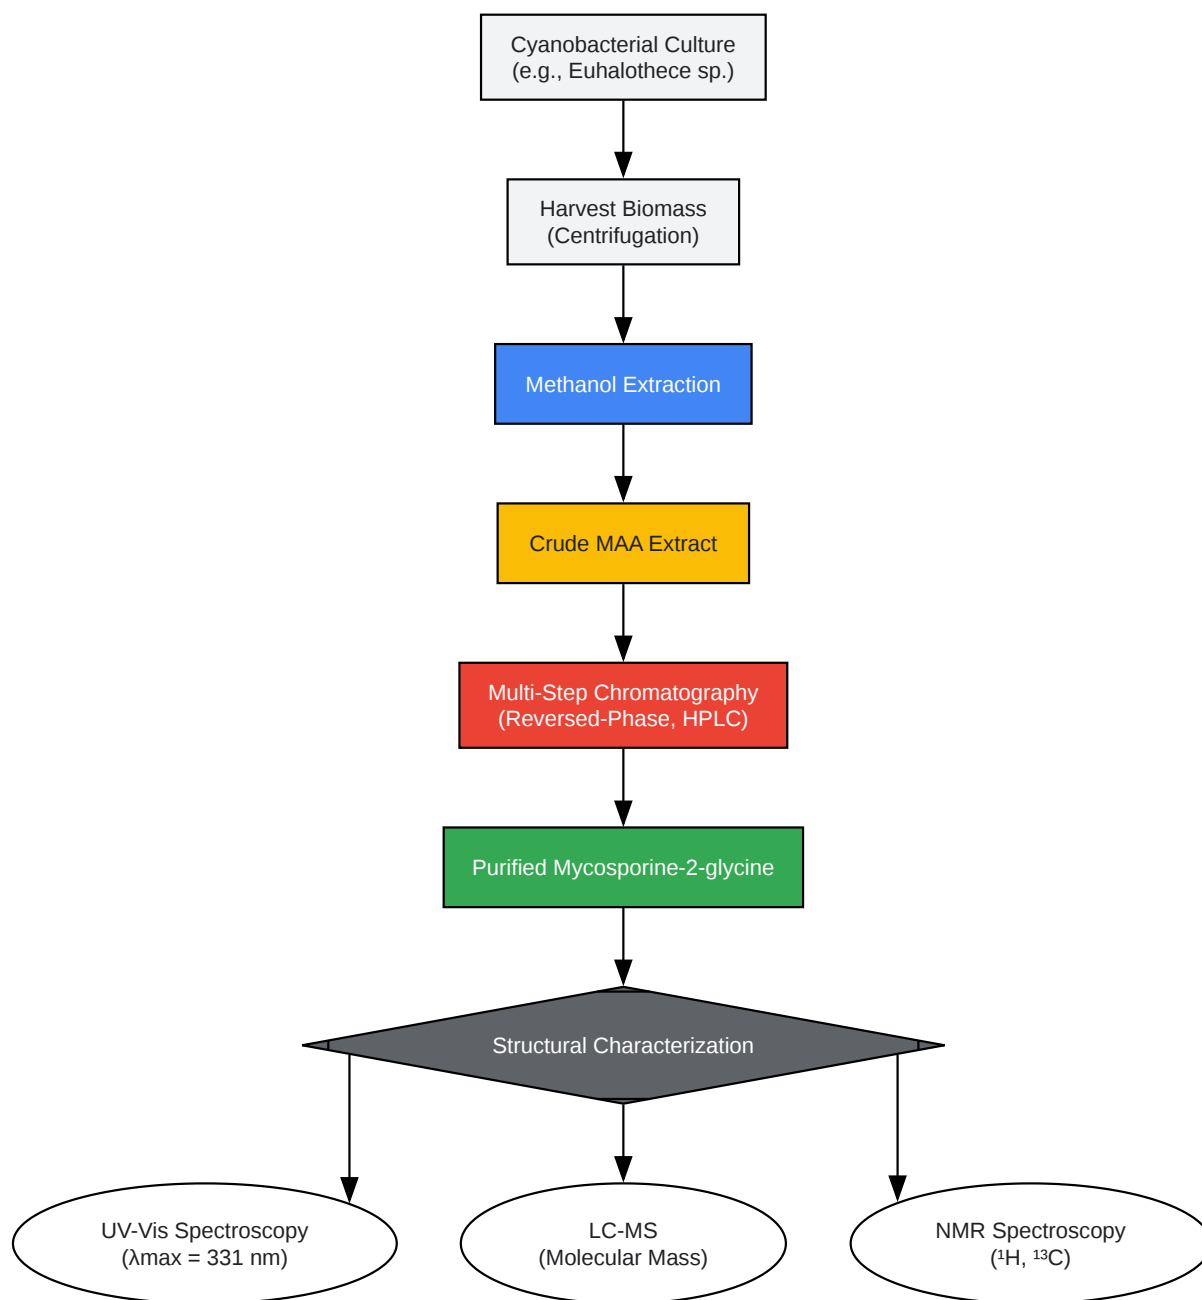 Cyanobacterial Culture
(e.g., Euhalothece sp.)
Harvest Biomass
(Centrifugation)
Methanol Extraction
Crude MAA Extract
Multi-Step Chromatography
(Reversed-Phase, HPLC)
Purified Mycosporine-2-glycine
Structural Characterization
UV-Vis Spectroscopy
(λmax = 331 nm)
LC-MS
(Molecular Mass)
NMR Spectroscopy
(¹H, ¹³C)